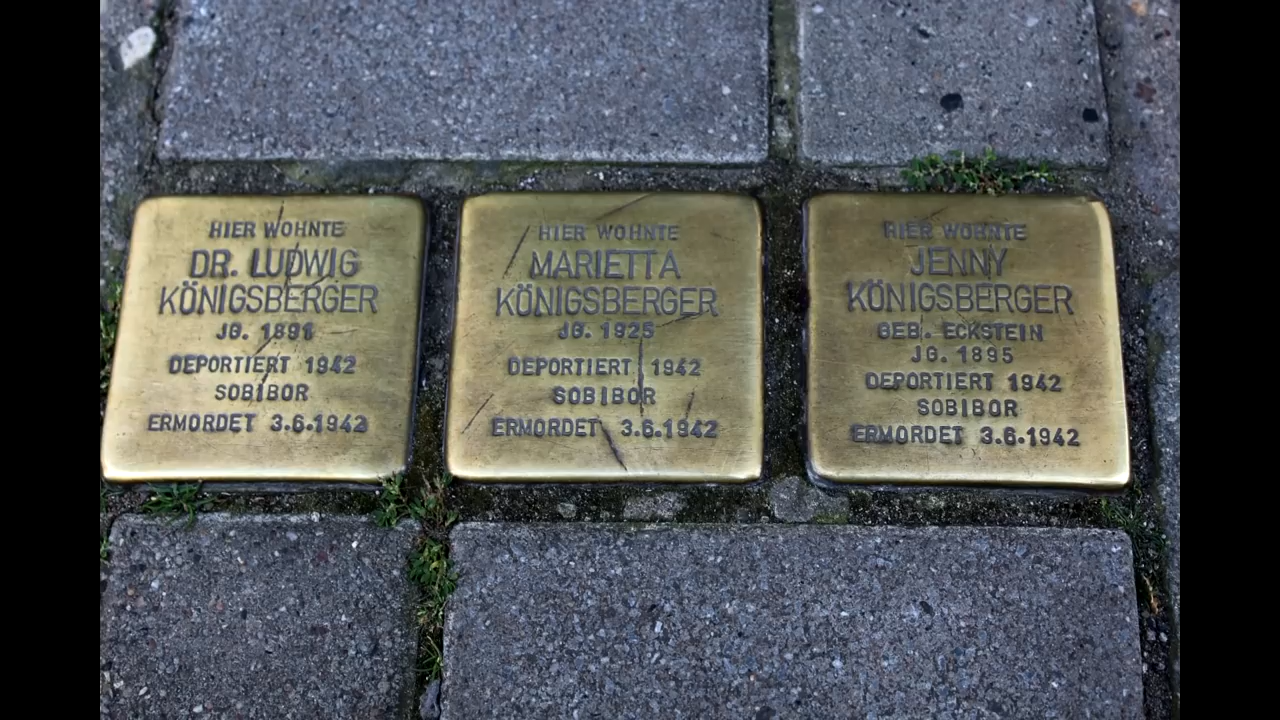 HIER WOHNTE
DR. LUDWIG
KÖNIGSBERGER
JG. 1891
DEPORTIERT 1942
SOBIBOR
ERMORDET 3.6.1942
HIER WOHNTE
MARIETTA
KÖNIGSBERGER
JG. 1925
DEPORTIERT 1942
SOBIBOR
ERMORDET 3.6.1942
HIER WOHNTE
JENNY
KÖNIGSBERGER
GEB. ECKSTEIN
JG. 1895
DEPORTIERT 1942
SOBIBOR
ERMORDET 3.6.1942